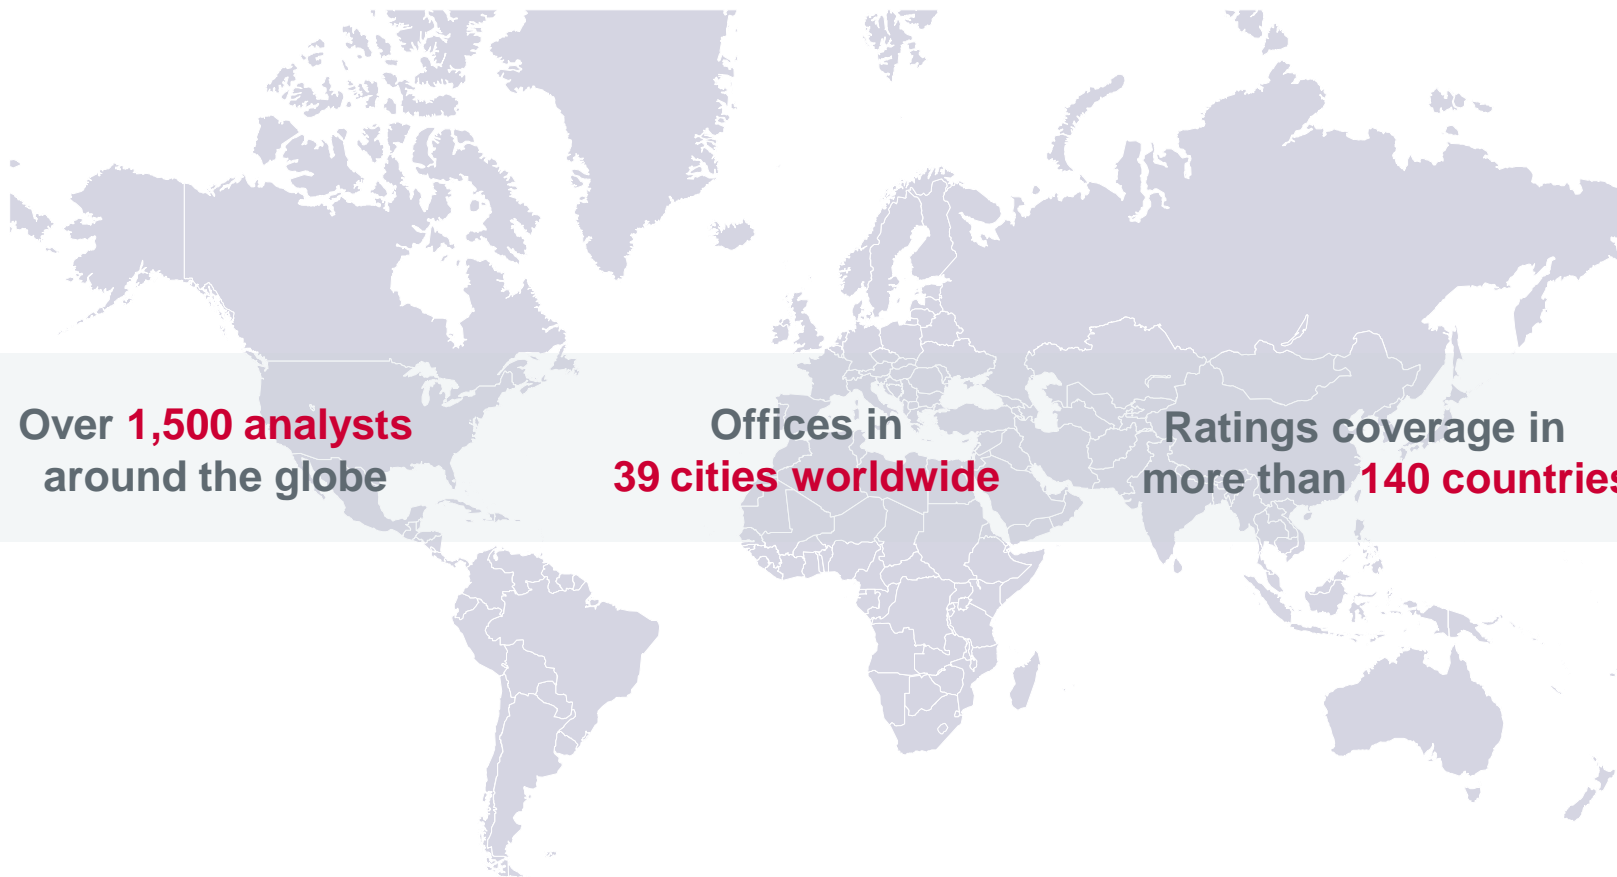 Over 1,500 analysts
around the globe
Offices in
39 cities worldwide
Ratings coverage in
more than 140 countries